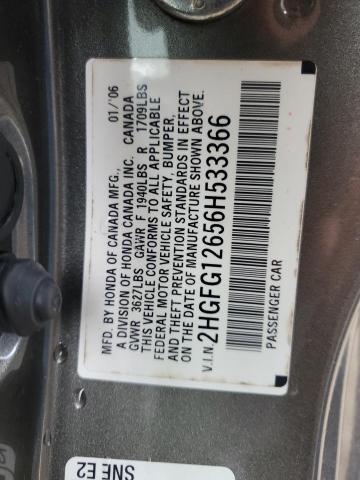 MFD. BY HONDA OF CANADA MFG., 01/'06
A DIVISION OF HONDA CANADA INC. CANADA
GVWR 3627LBS GAWR F 1940LBS R 1709LBS
THIS VEHICLE CONFORMS TO ALL APPLICABLE
FEDERAL MOTOR VEHICLE SAFETY, BUMPER,
AND THEFT PREVENTION STANDARDS IN EFFECT
ON THE DATE OF MANUFACTURE SHOWN ABOVE.
V.I.N. 2HGFG12656H533366
PASSENGER CAR
SNE E2